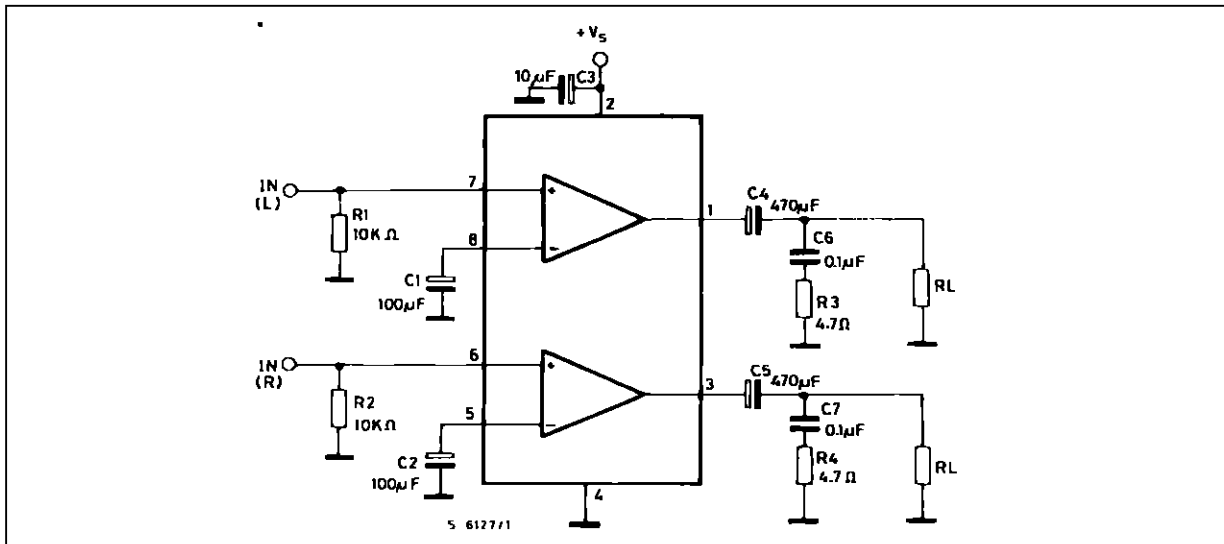 +VS
10µF
C3
2
IN
(L)
7
R1
10KΩ
8
C1
100µF
+
−
1
C4
470µF
C6
0.1µF
R3
4.7Ω
RL
IN
(R)
6
R2
10KΩ
5
C2
100µF
+
−
3
C5
470µF
C7
0.1µF
R4
4.7Ω
RL
4
S 6127/1